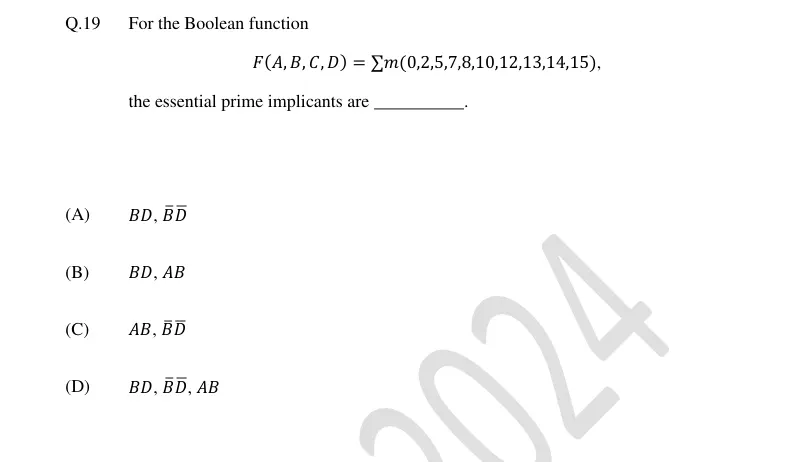 Q.19 For the Boolean function
𝐹(𝐴, 𝐵, 𝐶, 𝐷) = ∑𝑚(0,2,5,7,8,10,12,13,14,15),
the essential prime implicants are __________.
(A) 𝐵𝐷, 𝐵̅𝐷̅
(B) 𝐵𝐷, 𝐴𝐵
(C) 𝐴𝐵, 𝐵̅𝐷̅
(D) 𝐵𝐷, 𝐵̅𝐷̅, 𝐴𝐵
2024